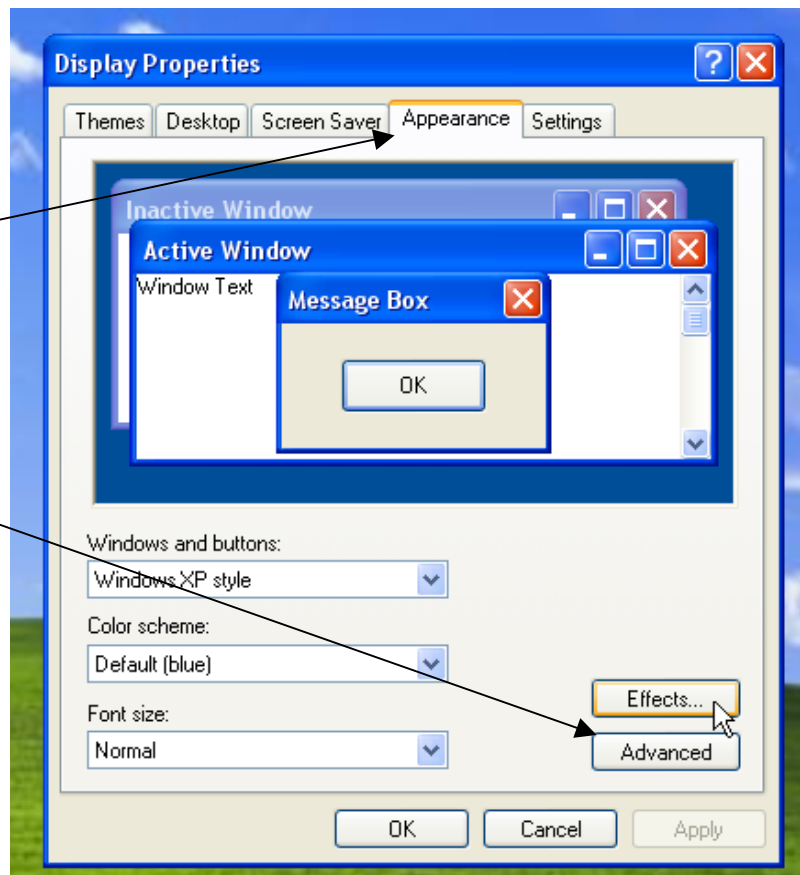 Display Properties
?
Themes Desktop Screen Saver Appearance Settings
Inactive Window
Active Window
Window Text
Message Box
OK
Windows and buttons:
Windows XP style
Color scheme:
Default (blue)
Effects...
Font size:
Normal
Advanced
OK Cancel Apply